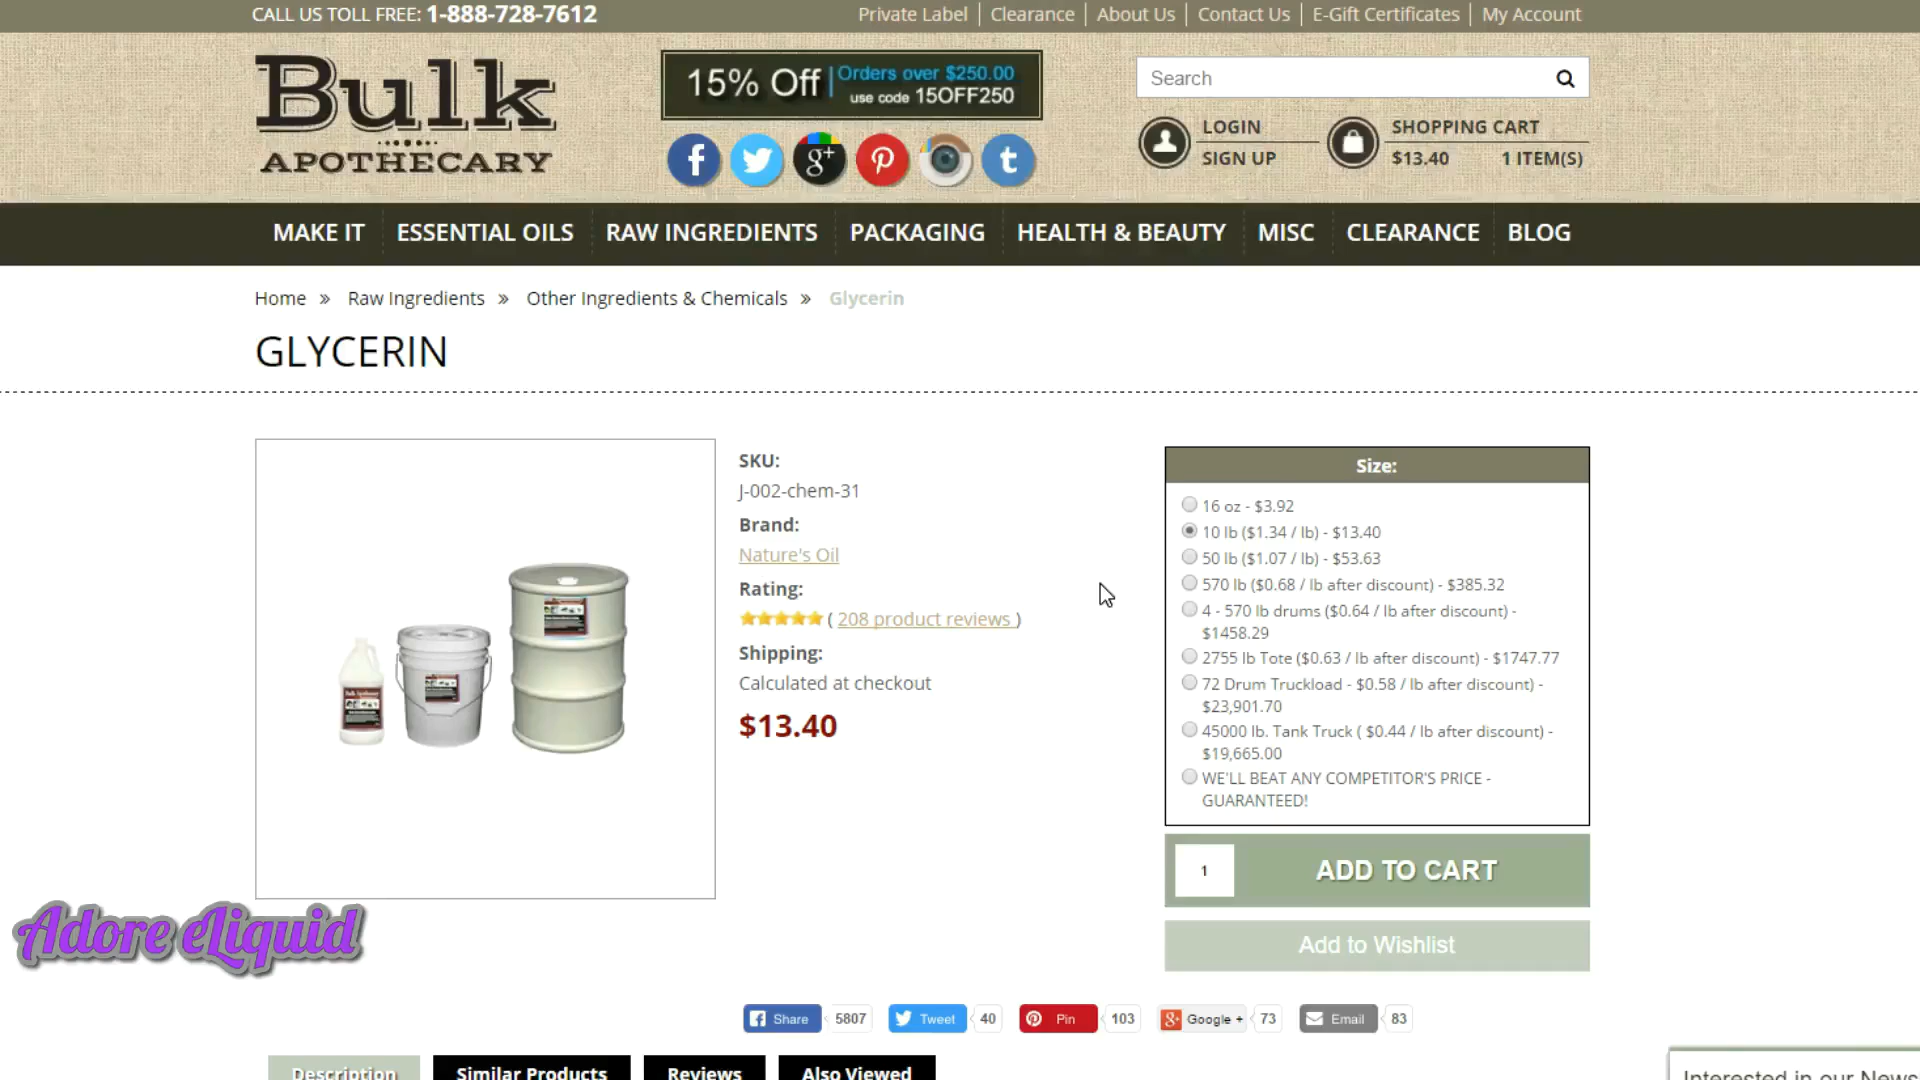 CALL US TOLL FREE: 1-888-728-7612
Private Label
Clearance
About Us
Contact Us
E-Gift Certificates
My Account
Bulk
APOTHECARY
15% Off
Orders over $250.00
use code 15OFF250
Search
LOGIN
SIGN UP
SHOPPING CART
$13.40 1 ITEM(S)
MAKE IT
ESSENTIAL OILS
RAW INGREDIENTS
PACKAGING
HEALTH & BEAUTY
MISC
CLEARANCE
BLOG
Home » Raw Ingredients » Other Ingredients & Chemicals » Glycerin
GLYCERIN
SKU:
J-002-chem-31
Brand:
Nature's Oil
Rating:
( 208 product reviews )
Shipping:
Calculated at checkout
$13.40
Size:
16 oz - $3.92
10 lb ($1.34 / lb) - $13.40
50 lb ($1.07 / lb) - $53.63
570 lb ($0.68 / lb after discount) - $385.32
4 - 570 lb drums ($0.64 / lb after discount) -
$1458.29
2755 lb Tote ($0.63 / lb after discount) - $1747.77
72 Drum Truckload - $0.58 / lb after discount) -
$23,901.70
45000 lb. Tank Truck ( $0.44 / lb after discount) -
$19,665.00
WE'LL BEAT ANY COMPETITOR'S PRICE -
GUARANTEED!
1
ADD TO CART
Add to Wishlist
Adore eLiquid
Share 5807
Tweet 40
Pin 103
Google + 73
Email 83
Description
Similar Products
Reviews
Also Viewed
Interested in our News